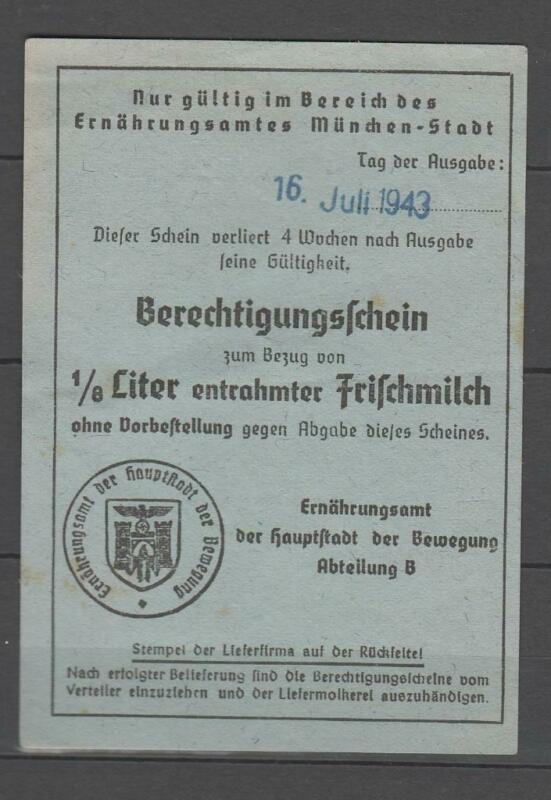 Nur gültig im Bereich des
Ernährungsamtes München-Stadt
Tag der Ausgabe:
16. Juli 1943
Dieser Schein verliert 4 Wochen nach Ausgabe
seine Gültigkeit.
Berechtigungsschein
zum Bezug von
1/8 Liter entrahmter Frischmilch
ohne Vorbestellung gegen Abgabe dieses Scheines.
Ernährungsamt der Hauptstadt der Bewegung
Ernährungsamt
der Hauptstadt der Bewegung
Abteilung B
Stempel der Lieferfirma auf der Rückseite!
Nach erfolgter Belieferung sind die Berechtigungsscheine vom
Verteiler einzuziehen und der Liefermolkerei auszuhändigen.